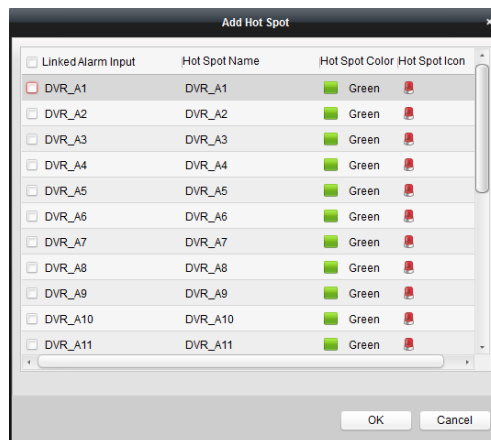 Add Hot Spot
Linked Alarm Input Hot Spot Name Hot Spot Color Hot Spot Icon
DVR_A1 DVR_A1 Green
DVR_A2 DVR_A2 Green
DVR_A3 DVR_A3 Green
DVR_A4 DVR_A4 Green
DVR_A5 DVR_A5 Green
DVR_A6 DVR_A6 Green
DVR_A7 DVR_A7 Green
DVR_A8 DVR_A8 Green
DVR_A9 DVR_A9 Green
DVR_A10 DVR_A10 Green
DVR_A11 DVR_A11 Green
OK Cancel